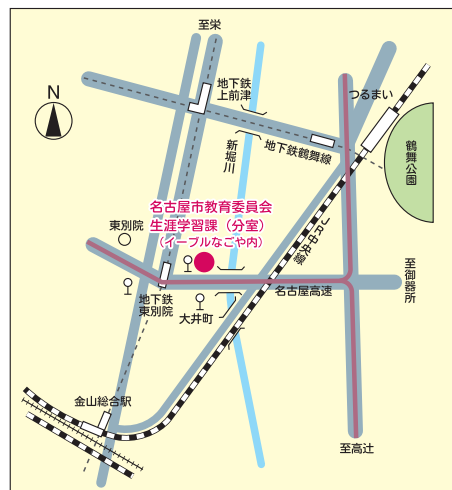 至栄
N
地下鉄
上前津
つるまい
新堀川
地下鉄鶴舞線
鶴舞公園
名古屋市教育委員会
生涯学習課（分室）
（イーブルなごや内）
東別院
JR中央線
至御器所
地下鉄
東別院
大井町
名古屋高速
金山総合駅
至高辻